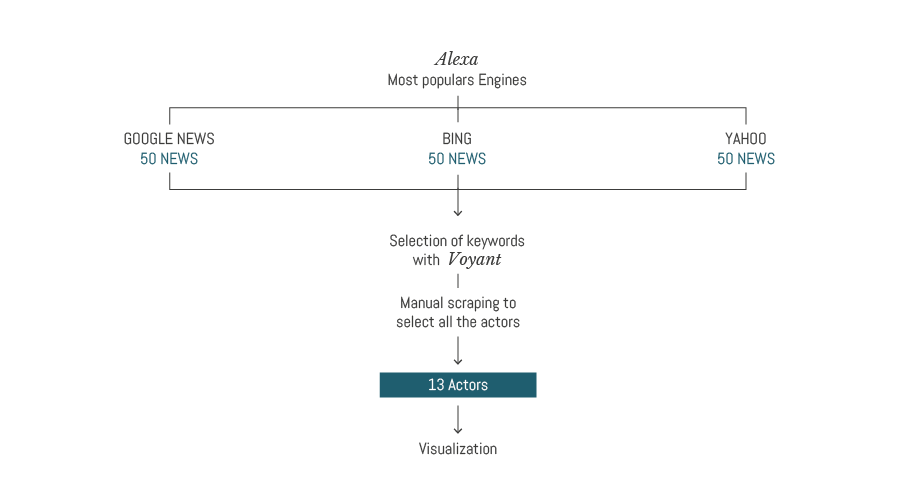 Alexa
Most populars Engines
GOOGLE NEWS
50 NEWS
BING
50 NEWS
YAHOO
50 NEWS
Selection of keywords
with Voyant
Manual scraping to
select all the actors
13 Actors
Visualization